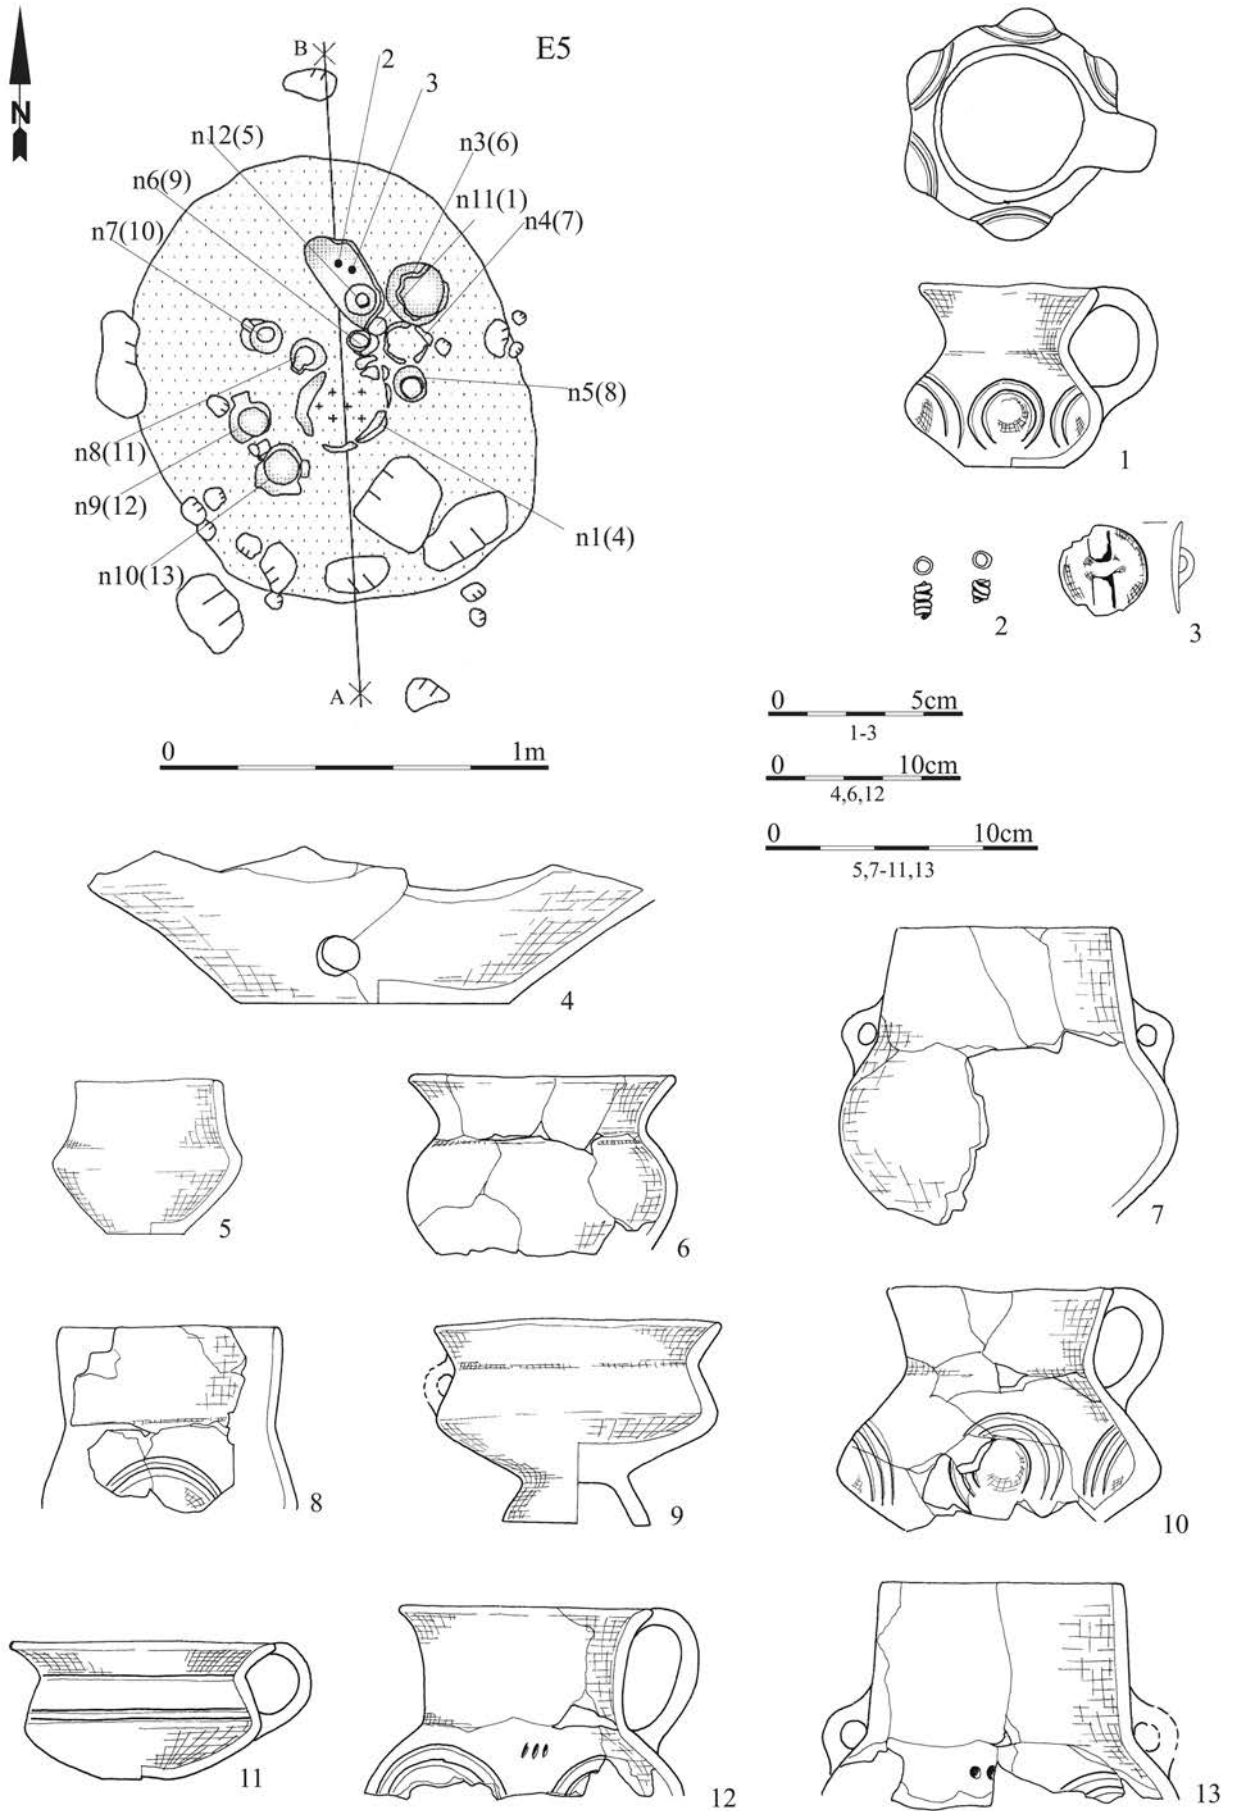 N
B
2
E5
3
n12(5)
n3(6)
n6(9)
n11(1)
n7(10)
n4(7)
n5(8)
n8(11)
n9(12)
n1(4)
n10(13)
A
0 1m
1
2
3
0 5cm
1-3
0 10cm
4,6,12
0 10cm
5,7-11,13
4
5
6
7
8
9
10
11
12
13